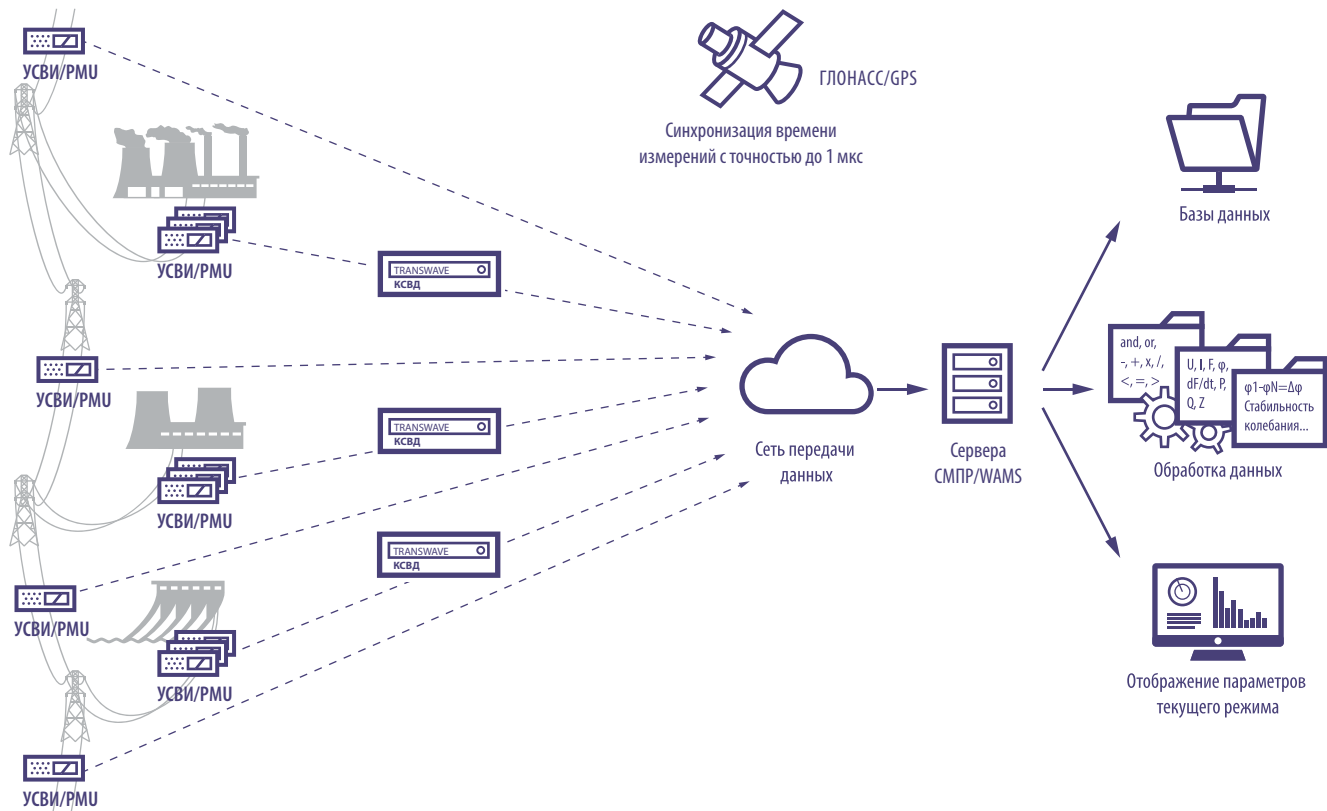 УСВИ/PMU
УСВИ/PMU
TRANSWAVE
КСВД
УСВИ/PMU
УСВИ/PMU
TRANSWAVE
КСВД
УСВИ/PMU
УСВИ/PMU
TRANSWAVE
КСВД
УСВИ/PMU
ГЛОНАСС/GPS
Синхронизация времени
измерений с точностью до 1 мкс
Сеть передачи
данных
Сервера
СМПР/WAMS
Базы данных
and, or,
-, +, x, /,
<, =, >
U, I, F, φ,
dF/dt, P,
Q, Z
φ1-φN=Δφ
Стабильность
колебания...
Обработка данных
Отображение параметров
текущего режима